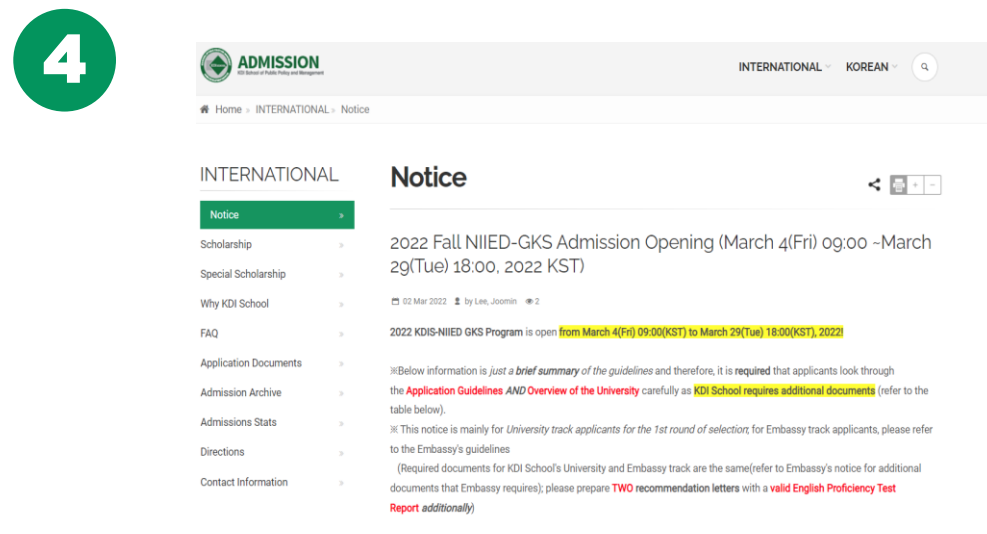 4
ADMISSION
KDI School of Public Policy and Management
INTERNATIONAL
KOREAN
Home » INTERNATIONAL » Notice
INTERNATIONAL
Notice »
Scholarship »
Special Scholarship »
Why KDI School »
FAQ »
Application Documents »
Admission Archive »
Admissions Stats »
Directions »
Contact Information »
Notice
+ −
2022 Fall NIIED-GKS Admission Opening (March 4(Fri) 09:00 ~March
29(Tue) 18:00, 2022 KST)
02 Mar 2022 by Lee, Joomin 2
2022 KDIS-NIIED GKS Program is open from March 4(Fri) 09:00(KST) to March 29(Tue) 18:00(KST), 2022!
※Below information is just a brief summary of the guidelines and therefore, it is required that applicants look through
the Application Guidelines AND Overview of the University carefully as KDI School requires additional documents (refer to the
table below).
※ This notice is mainly for University track applicants for the 1st round of selection; for Embassy track applicants, please refer
to the Embassy's guidelines
(Required documents for KDI School's University and Embassy track are the same(refer to Embassy's notice for additional
documents that Embassy requires); please prepare TWO recommendation letters with a valid English Proficiency Test
Report additionally)